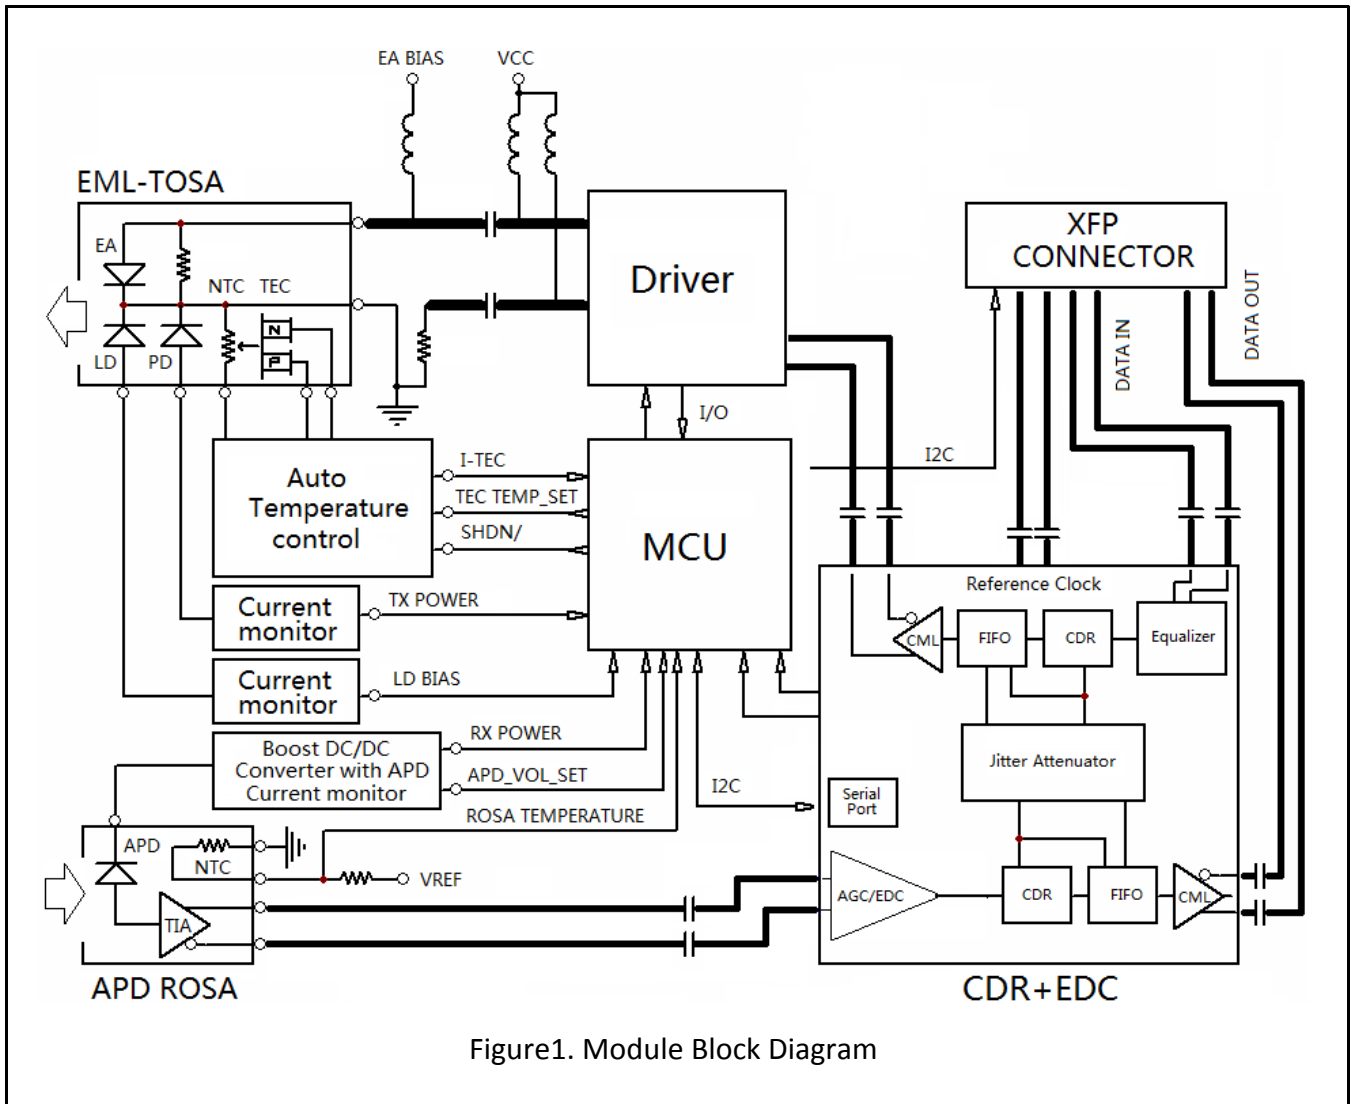 EA BIAS
VCC
EML-TOSA
EA
NTC
TEC
N
P
LD
PD
Driver
XFP
CONNECTOR
DATA IN
DATA OUT
I/O
I2C
Auto
Temperature
control
I-TEC
TEC TEMP_SET
SHDN/
MCU
Current
monitor
TX POWER
Current
monitor
LD BIAS
Boost DC/DC
Converter with APD
Current monitor
RX POWER
APD_VOL_SET
ROSA TEMPERATURE
I2C
Reference Clock
CML
FIFO
CDR
Equalizer
Jitter Attenuator
Serial
Port
APD
NTC
VREF
TIA
AGC/EDC
CDR
FIFO
CML
APD ROSA
CDR+EDC
Figure1. Module Block Diagram